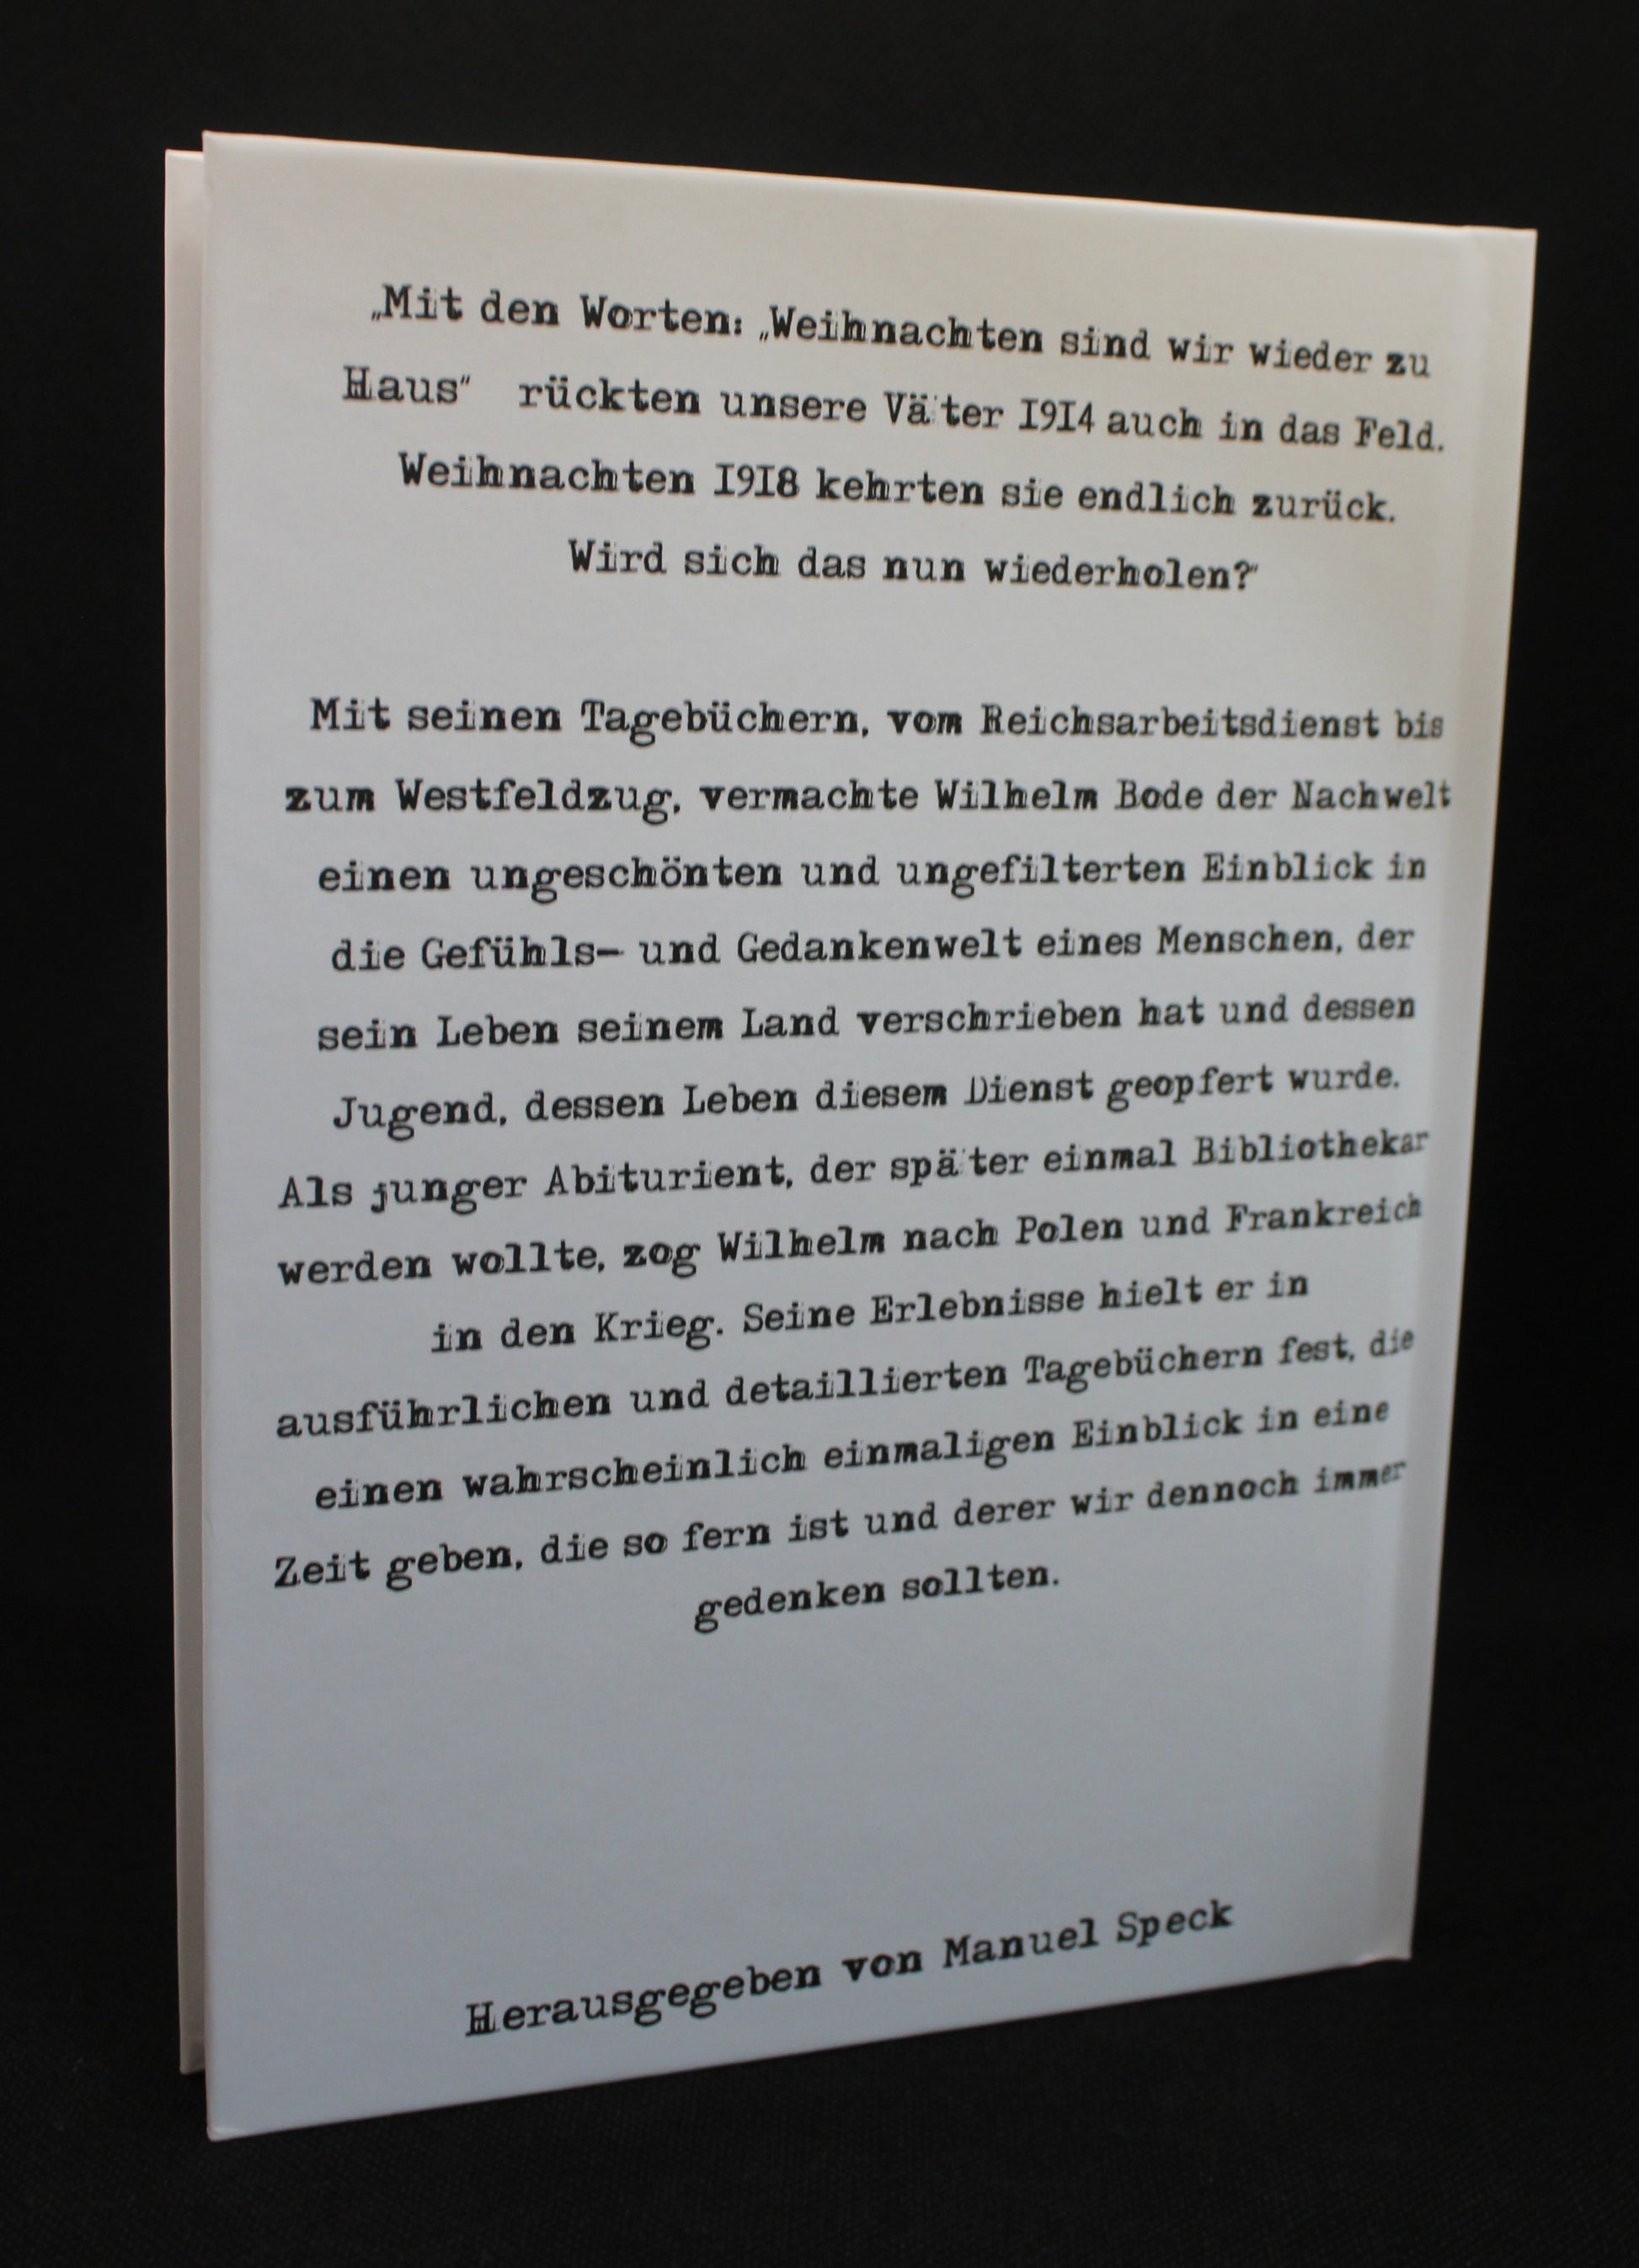 „Mit den Worten: „Weihnachten sind wir wieder zu
Haus“ rückten unsere Väter 1914 auch in das Feld.
Weihnachten 1918 kehrten sie endlich zurück.
Wird sich das nun wiederholen?“
Mit seinen Tagebüchern, vom Reichsarbeitsdienst bis
zum Westfeldzug, vermachte Wilhelm Bode der Nachwelt
einen ungeschönten und ungefilterten Einblick in
die Gefühls- und Gedankenwelt eines Menschen, der
sein Leben seinem Land verschrieben hat und dessen
Jugend, dessen Leben diesem Dienst geopfert wurde.
Als junger Abiturient, der später einmal Bibliothekar
werden wollte, zog Wilhelm nach Polen und Frankreich
in den Krieg. Seine Erlebnisse hielt er in
ausführlichen und detaillierten Tagebüchern fest, die
einen wahrscheinlich einmaligen Einblick in eine
Zeit geben, die so fern ist und derer wir dennoch immer
gedenken sollten.
Herausgegeben von Manuel Speck